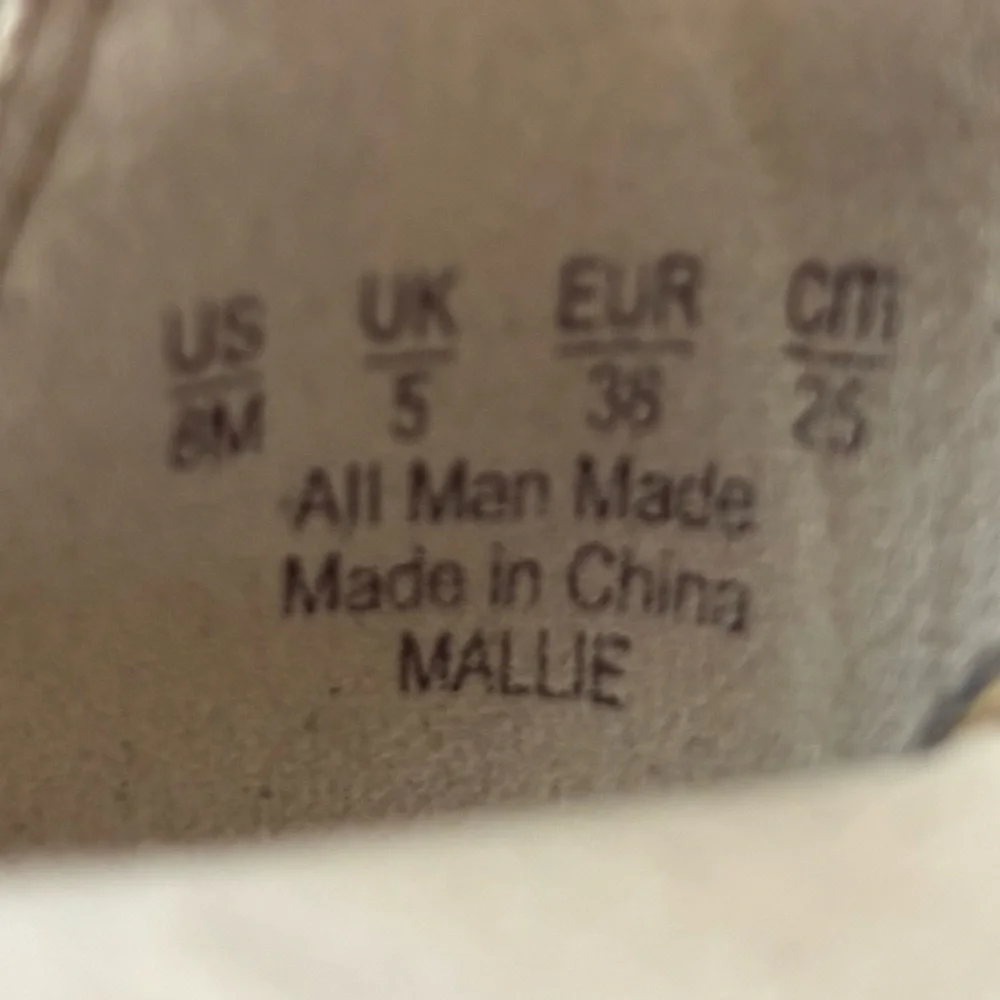 US UK EUR cm
8M 5 38 25
All Man Made
Made in China
MALLIE